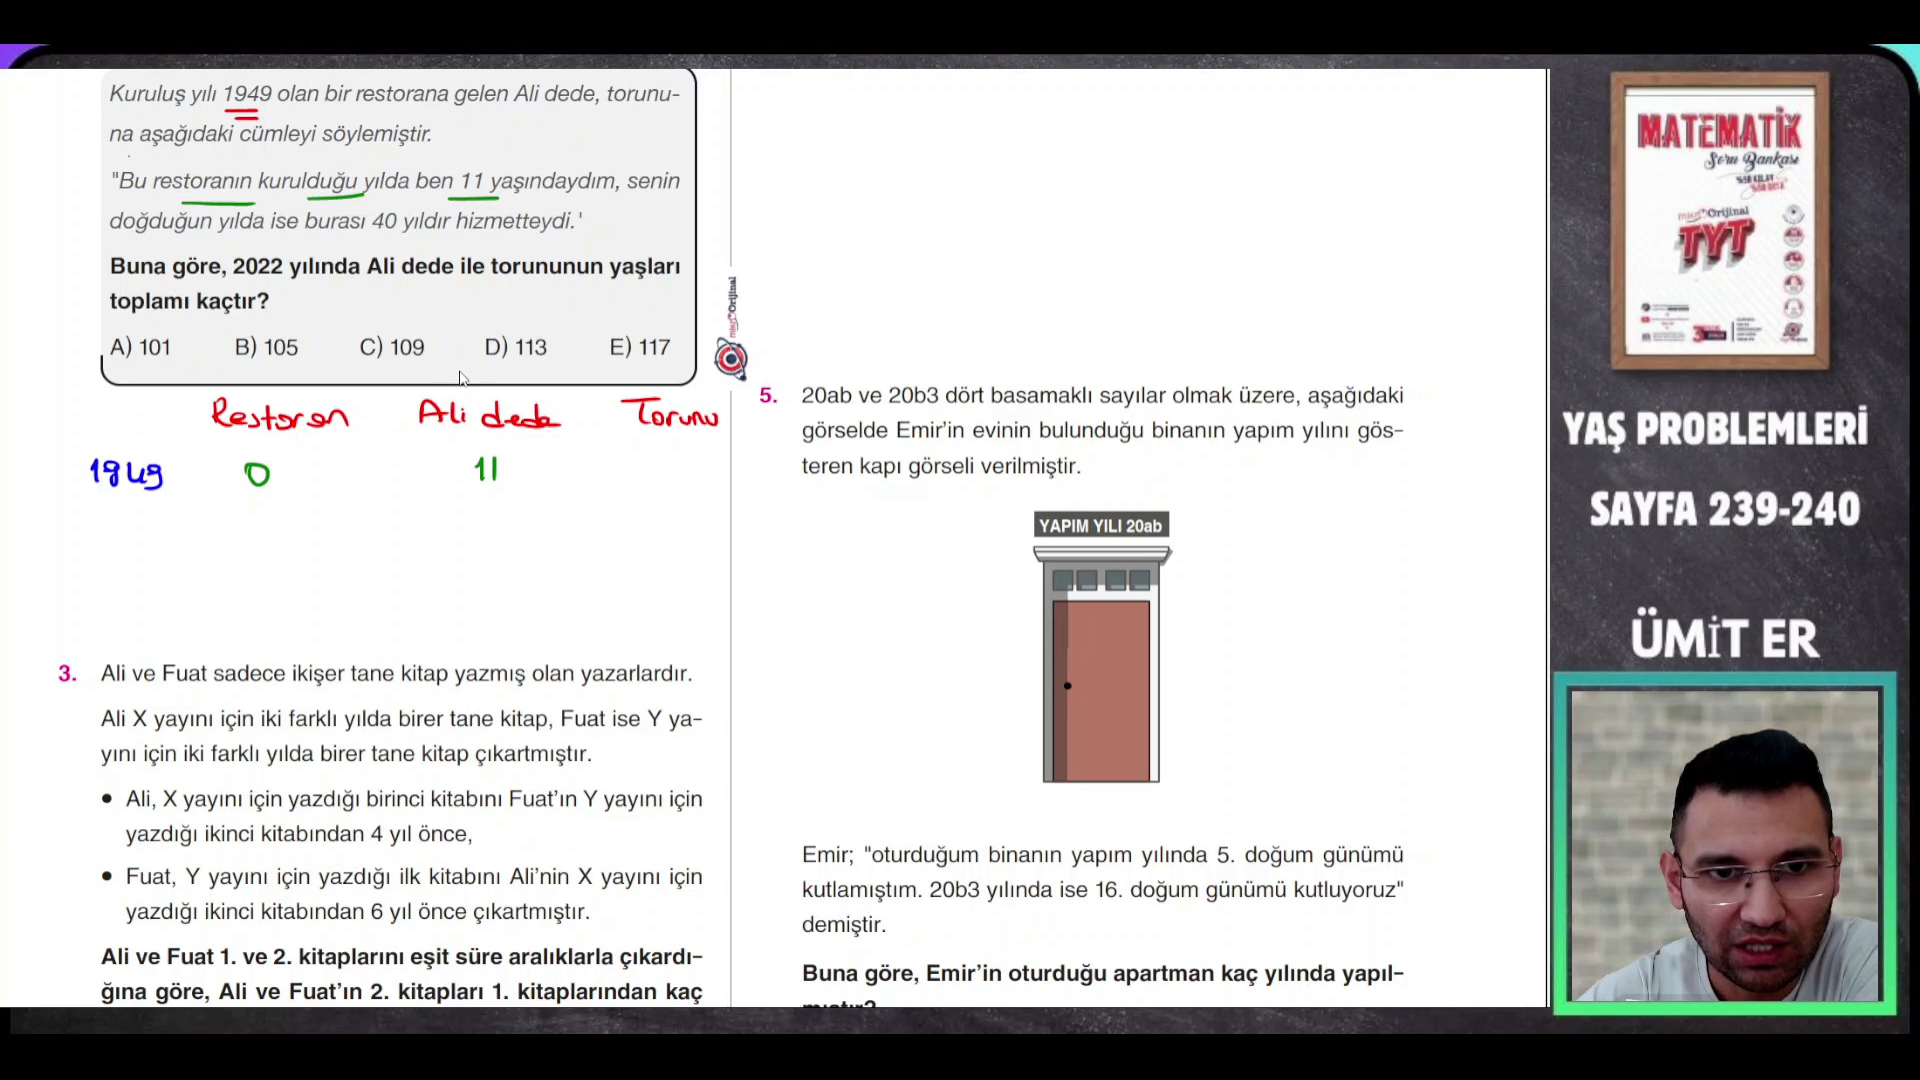 Kuruluş yılı 1949 olan bir restorana gelen Ali dede, torunu-
na aşağıdaki cümleyi söylemiştir.
"Bu restoranın kurulduğu yılda ben 11 yaşındaydım, senin
doğduğun yılda ise burası 40 yıldır hizmetteydi.'
Buna göre, 2022 yılında Ali dede ile torununun yaşları
toplamı kaçtır?
A) 101 B) 105 C) 109 D) 113 E) 117
Restoran Ali dede Torunu
1949 0 11
3. Ali ve Fuat sadece ikişer tane kitap yazmış olan yazarlardır.
Ali X yayını için iki farklı yılda birer tane kitap, Fuat ise Y ya-
yını için iki farklı yılda birer tane kitap çıkartmıştır.
• Ali, X yayını için yazdığı birinci kitabını Fuat'ın Y yayını için
yazdığı ikinci kitabından 4 yıl önce,
• Fuat, Y yayını için yazdığı ilk kitabını Ali'nin X yayını için
yazdığı ikinci kitabından 6 yıl önce çıkartmıştır.
Ali ve Fuat 1. ve 2. kitaplarını eşit süre aralıklarla çıkardı-
ğına göre, Ali ve Fuat'ın 2. kitapları 1. kitaplarından kaç
mikro Orijinal
5. 20ab ve 20b3 dört basamaklı sayılar olmak üzere, aşağıdaki
görselde Emir'in evinin bulunduğu binanın yapım yılını gös-
teren kapı görseli verilmiştir.
YAPIM YILI 20ab
Emir; "oturduğum binanın yapım yılında 5. doğum günümü
kutlamıştım. 20b3 yılında ise 16. doğum günümü kutluyoruz"
demiştir.
Buna göre, Emir'in oturduğu apartman kaç yılında yapıl-
mıştır?
MATEMATİK
Soru Bankası
mikro Orijinal
TYT
YAŞ PROBLEMLERİ
SAYFA 239-240
ÜMİT ER